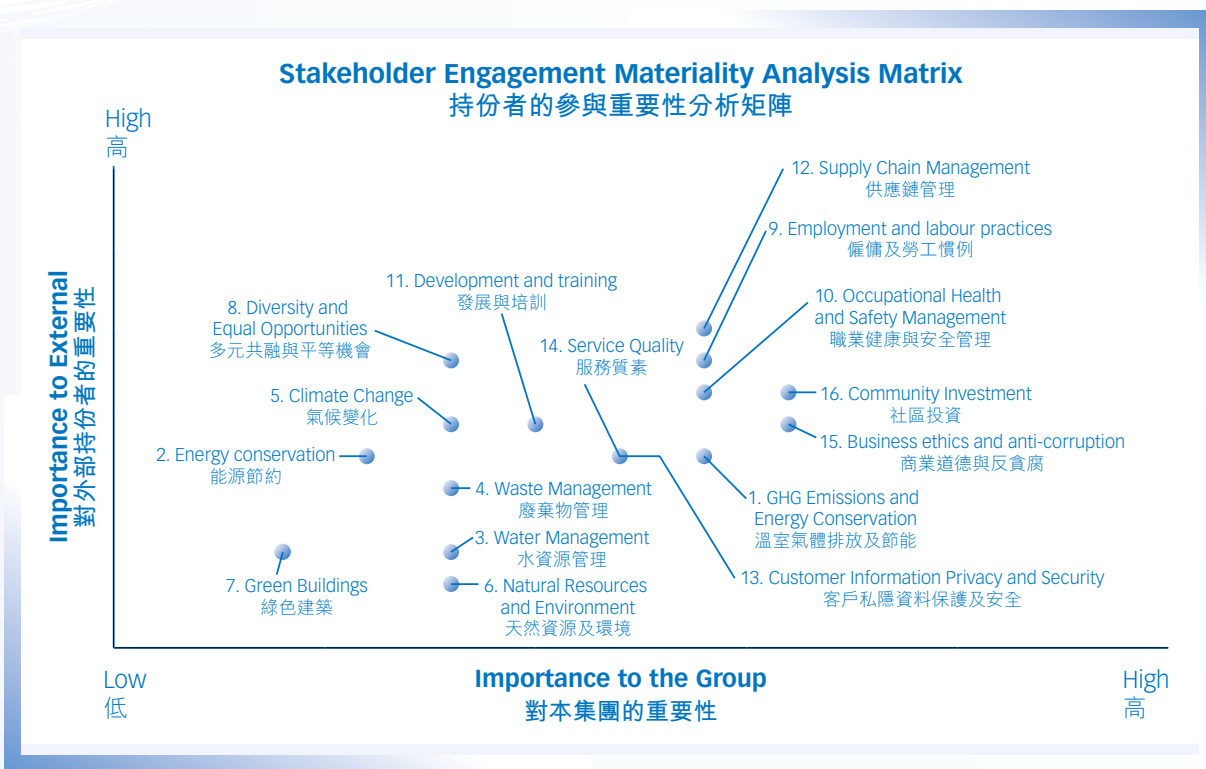 Stakeholder Engagement Materiality Analysis Matrix
持份者的參與重要性分析矩陣
High
高
Importance to External
對外部持份者的重要性
12. Supply Chain Management
供應鏈管理
9. Employment and labour practices
僱傭及勞工慣例
11. Development and training
發展與培訓
10. Occupational Health
and Safety Management
職業健康與安全管理
8. Diversity and
Equal Opportunities
多元共融與平等機會
14. Service Quality
服務質素
5. Climate Change
氣候變化
16. Community Investment
社區投資
15. Business ethics and anti-corruption
商業道德與反貪腐
2. Energy conservation
能源節約
4. Waste Management
廢棄物管理
1. GHG Emissions and
Energy Conservation
溫室氣體排放及節能
3. Water Management
水資源管理
7. Green Buildings
綠色建築
6. Natural Resources
and Environment
天然資源及環境
13. Customer Information Privacy and Security
客戶私隱資料保護及安全
Low
低
Importance to the Group
對本集團的重要性
High
高